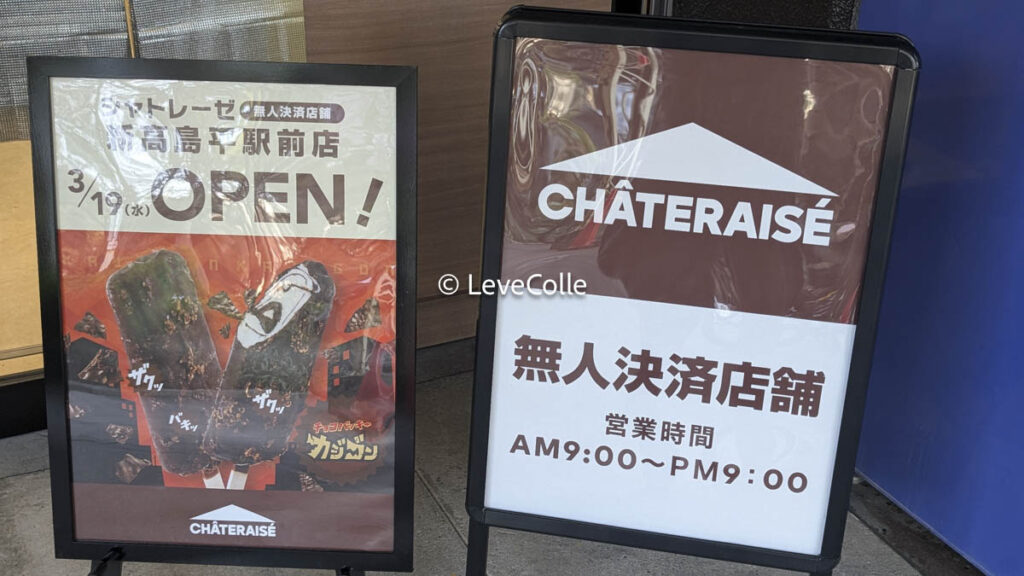 シャトレーゼ 無人決済店舗
新高島平駅前店
3/19(水) OPEN!
ザクッ
ザクッ
バキッ
チョコバッキー
カジゴン
CHÂTERAISÉ
© LeveColle
CHÂTERAISÉ
無人決済店舗
営業時間
AM9:00〜PM9:00